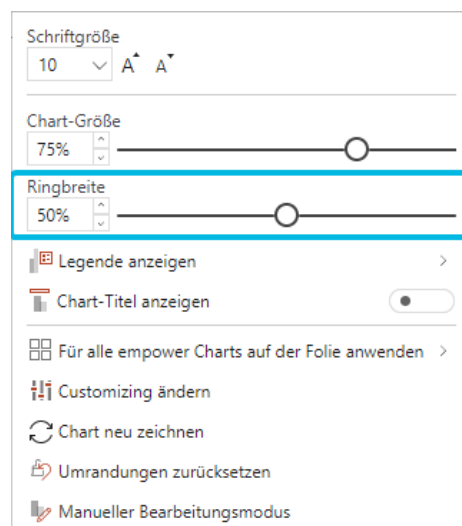 Schriftgröße
10
A A
Chart-Größe
75%
Ringbreite
50%
Legende anzeigen
Chart-Titel anzeigen
Für alle empower Charts auf der Folie anwenden
Customizing ändern
Chart neu zeichnen
Umrandungen zurücksetzen
Manueller Bearbeitungsmodus